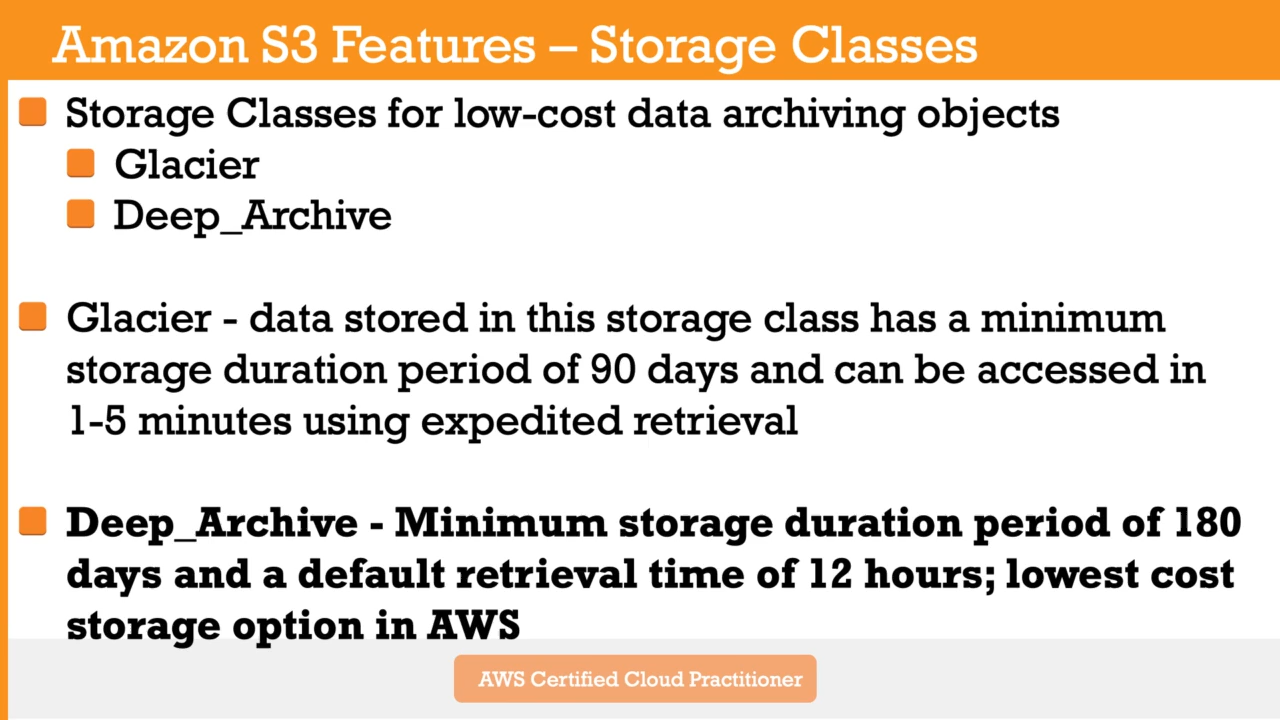 Amazon S3 Features – Storage Classes
Storage Classes for low-cost data archiving objects
Glacier
Deep_Archive
Glacier - data stored in this storage class has a minimum
storage duration period of 90 days and can be accessed in
1-5 minutes using expedited retrieval
Deep_Archive - Minimum storage duration period of 180
days and a default retrieval time of 12 hours; lowest cost
storage option in AWS
AWS Certified Cloud Practitioner